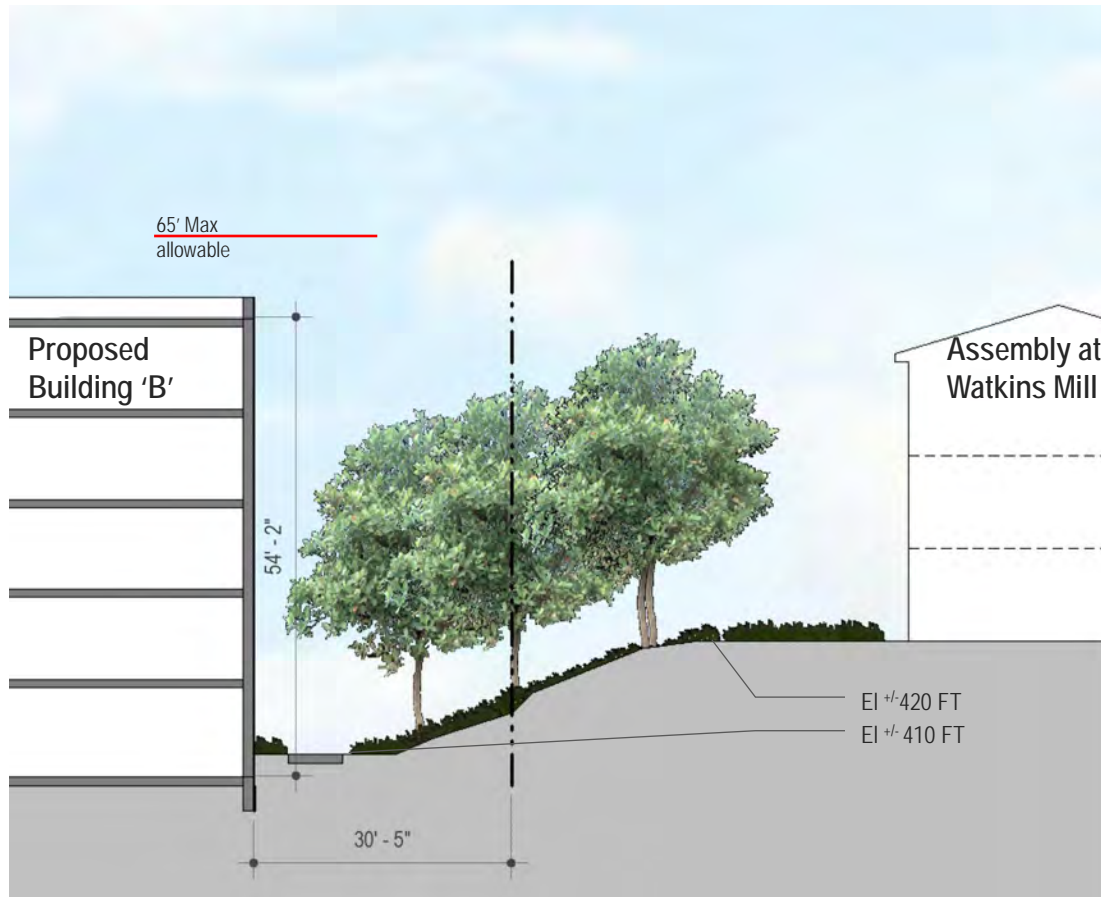 65' Max
allowable
Proposed
Building ‘B’
Assembly at
Watkins Mill
54' - 2"
El +/-420 FT
El +/- 410 FT
30' - 5"